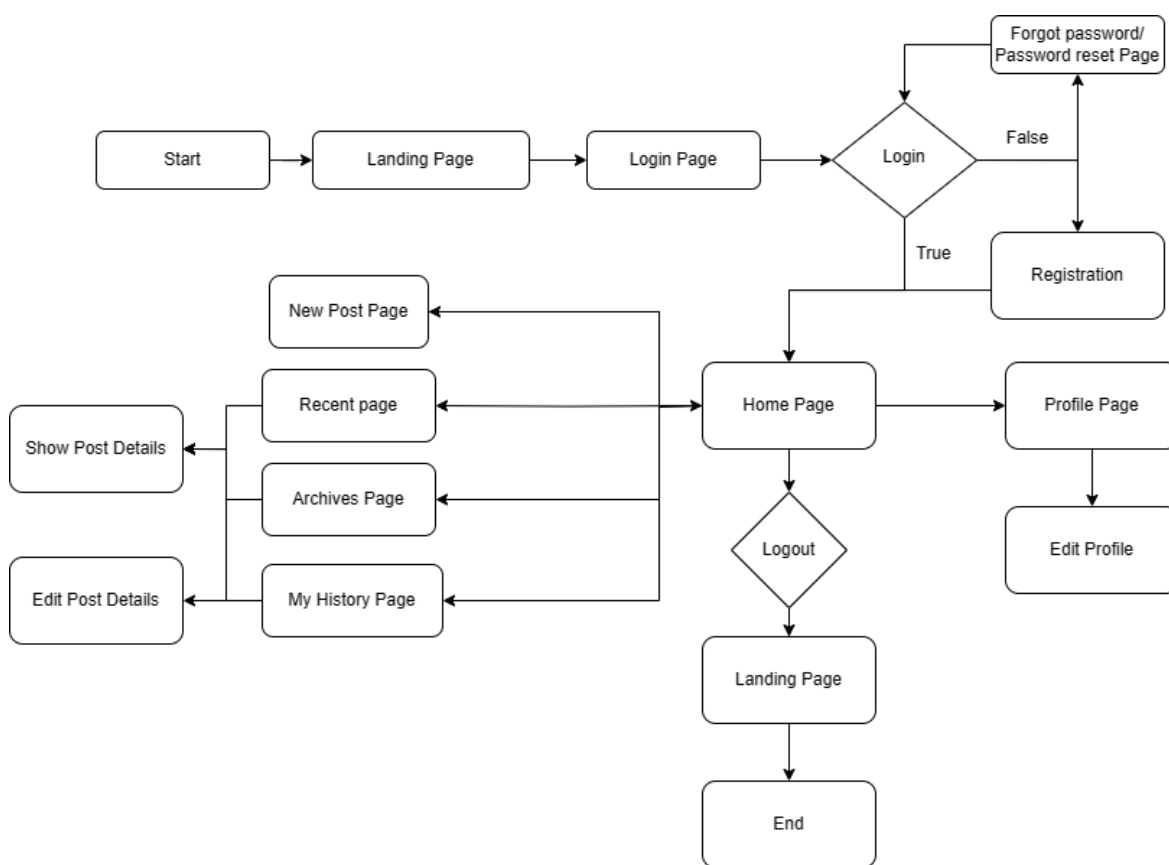 Forgot password/
Password reset Page
Start
Landing Page
Login Page
Login
False
True
Registration
New Post Page
Recent page
Home Page
Profile Page
Show Post Details
Archives Page
Logout
Edit Profile
Edit Post Details
My History Page
Landing Page
End